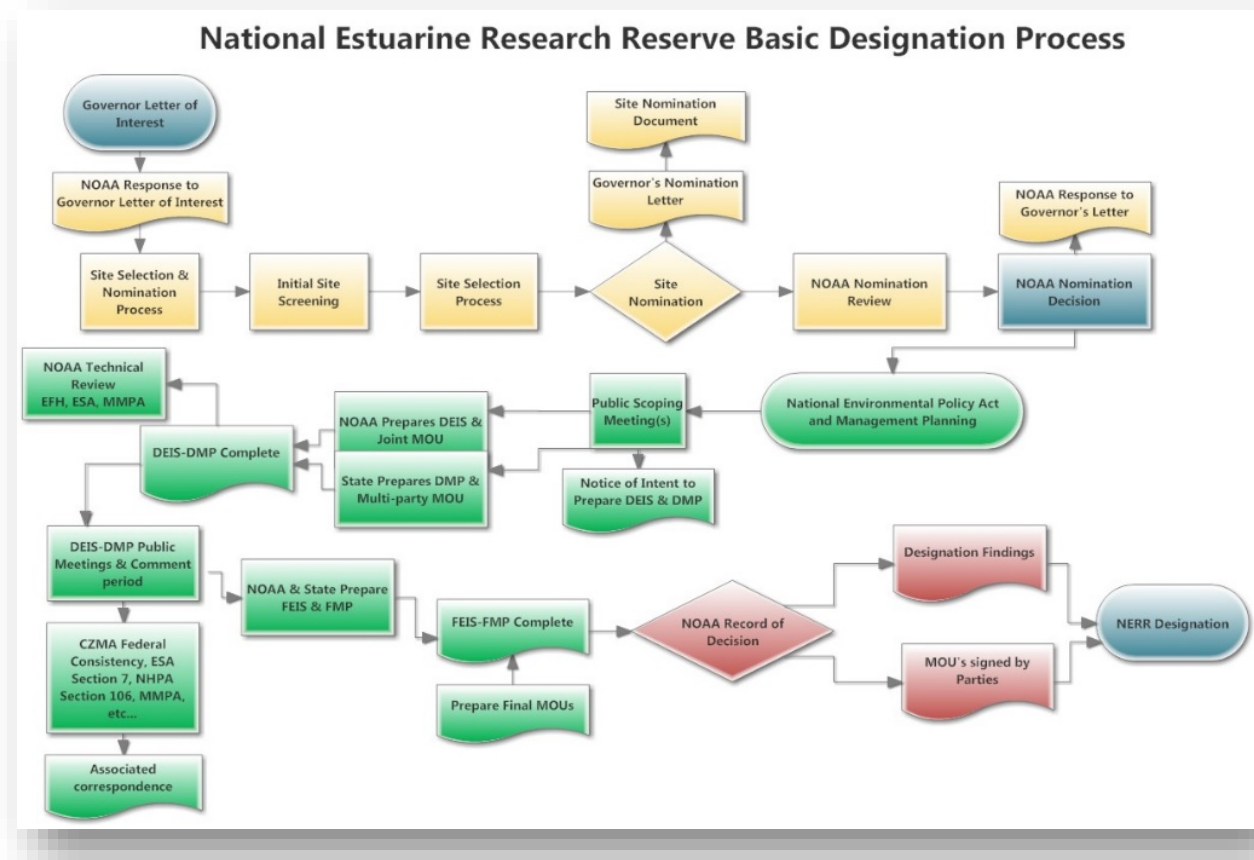 National Estuarine Research Reserve Basic Designation Process
Governor Letter of
Interest
NOAA Response to
Governor Letter of Interest
Site Nomination
Document
Governor's Nomination
Letter
NOAA Response to
Governor's Letter
Site Selection &
Nomination
Process
Initial Site
Screening
Site Selection
Process
Site
Nomination
NOAA Nomination
Review
NOAA Nomination
Decision
National Environmental Policy Act
and Management Planning
Public Scoping
Meeting(s)
Notice of Intent to
Prepare DEIS & DMP
NOAA Prepares DEIS &
Joint MOU
State Prepares DMP &
Multi-party MOU
DEIS-DMP Complete
NOAA Technical
Review
EFH, ESA, MMPA
DEIS-DMP Public
Meetings & Comment
period
CZMA Federal
Consistency, ESA
Section 7, NHPA
Section 106, MMPA,
etc...
Associated
correspondence
NOAA & State Prepare
FEIS & FMP
FEIS-FMP Complete
Prepare Final MOUs
NOAA Record of
Decision
Designation Findings
MOU's signed by
Parties
NERR Designation